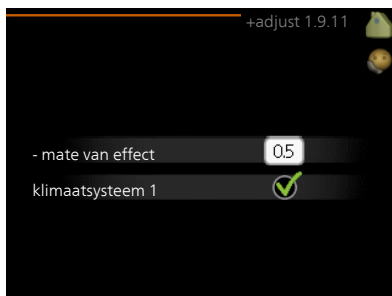 +adjust 1.9.11
- mate van effect 0.5
klimaatsysteem 1